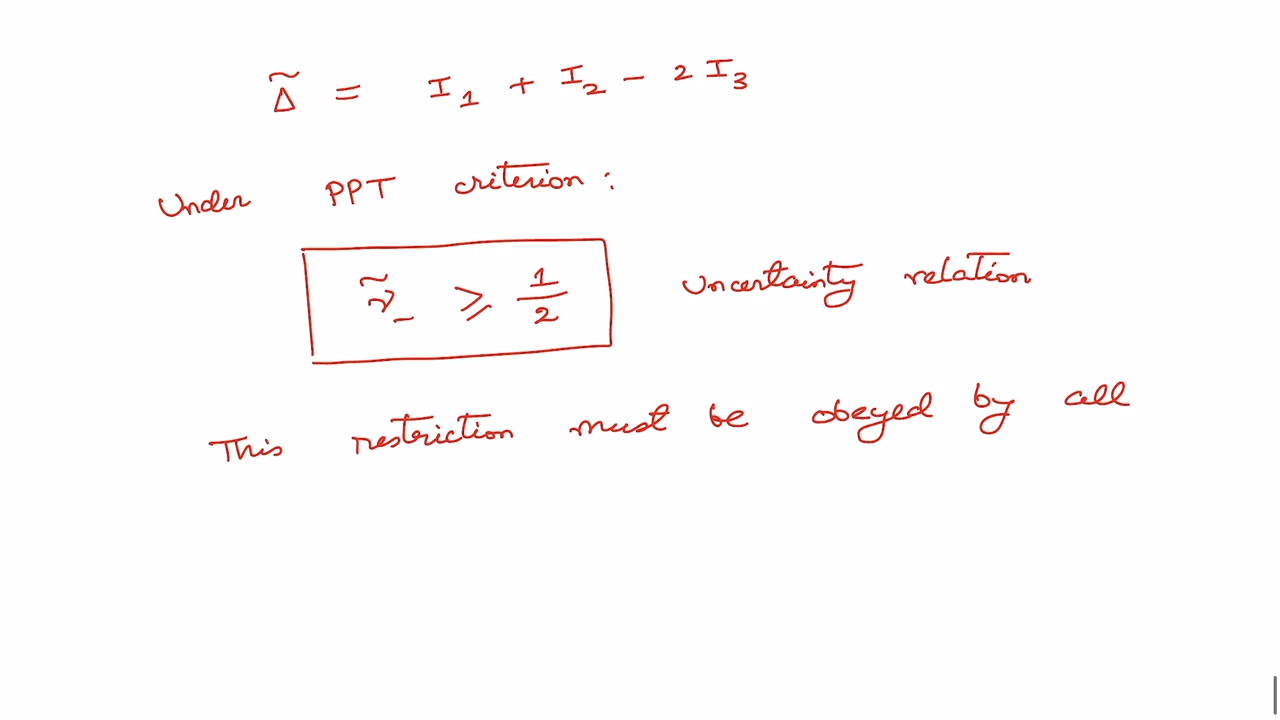 Δ̃ = I₁ + I₂ − 2 I₃
Under PPT criterion :
ν̃₋ ⩾ 1/2 uncertainty relation
This restriction must be obeyed by all